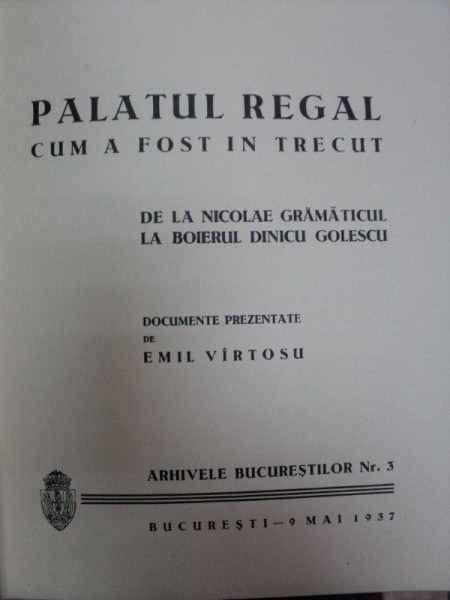 PALATUL REGAL
CUM A FOST IN TRECUT
DE LA NICOLAE GRĂMĂTICUL
LA BOIERUL DINICU GOLESCU
DOCUMENTE PREZENTATE
DE
EMIL VÎRTOSU
ARHIVELE BUCUREȘTILOR Nr. 3
BUCUREȘTI — 9 MAI 1937